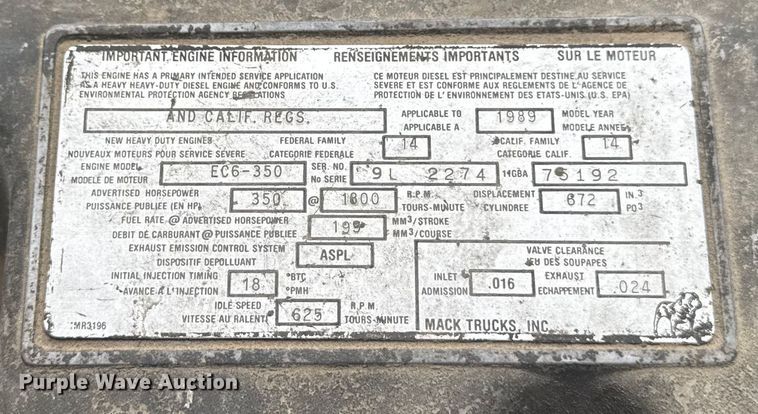 IMPORTANT ENGINE INFORMATION RENSEIGNEMENTS IMPORTANTS SUR LE MOTEUR
THIS ENGINE HAS A PRIMARY INTENDED SERVICE APPLICATION
AS A HEAVY HEAVY-DUTY DIESEL ENGINE AND CONFORMS TO U.S.
ENVIRONMENTAL PROTECTION AGENCY REGULATIONS
CE MOTEUR DIESEL EST PRINCIPALEMENT DESTINE AU SERVICE
SEVERE ET EST CONFORME AUX REGLEMENTS DE L'AGENCE DE
PROTECTION DE L'ENVIRONNEMENT DES ETATS-UNIS (U.S. EPA)
AND CALIF. REGS. APPLICABLE TO 1989 MODEL YEAR
APPLICABLE A MODELE ANNEE
NEW HEAVY DUTY ENGINES FEDERAL FAMILY 14 CALIF. FAMILY 14
NOUVEAUX MOTEURS POUR SERVICE SEVERE CATEGORIE FEDERALE CATEGORIE CALIF.
ENGINE MODEL EC6-350 SER. NO. 9L 2274 14GBA 75192
MODELE DE MOTEUR No SERIE
ADVERTISED HORSEPOWER 350 @ 1800 R.P.M. DISPLACEMENT 672 IN.3
PUISSANCE PUBLIEE (EN HP) TOURS-MINUTE CYLINDREE PO3
FUEL RATE @ ADVERTISED HORSEPOWER 199 MM3/STROKE
DEBIT DE CARBURANT @ PUISSANCE PUBLIEE MM3/COURSE
EXHAUST EMISSION CONTROL SYSTEM ASPL
DISPOSITIF DEPOLLUANT
VALVE CLEARANCE
JEU DES SOUPAPES
INITIAL INJECTION TIMING 18 °BTC
AVANCE A L'INJECTION °PMH
INLET .016 EXHAUST .024
ADMISSION ECHAPPEMENT
IDLE SPEED 625 R.P.M.
VITESSE AU RALENTI TOURS-MINUTE
MR3196 MACK TRUCKS, INC.
Purple Wave Auction